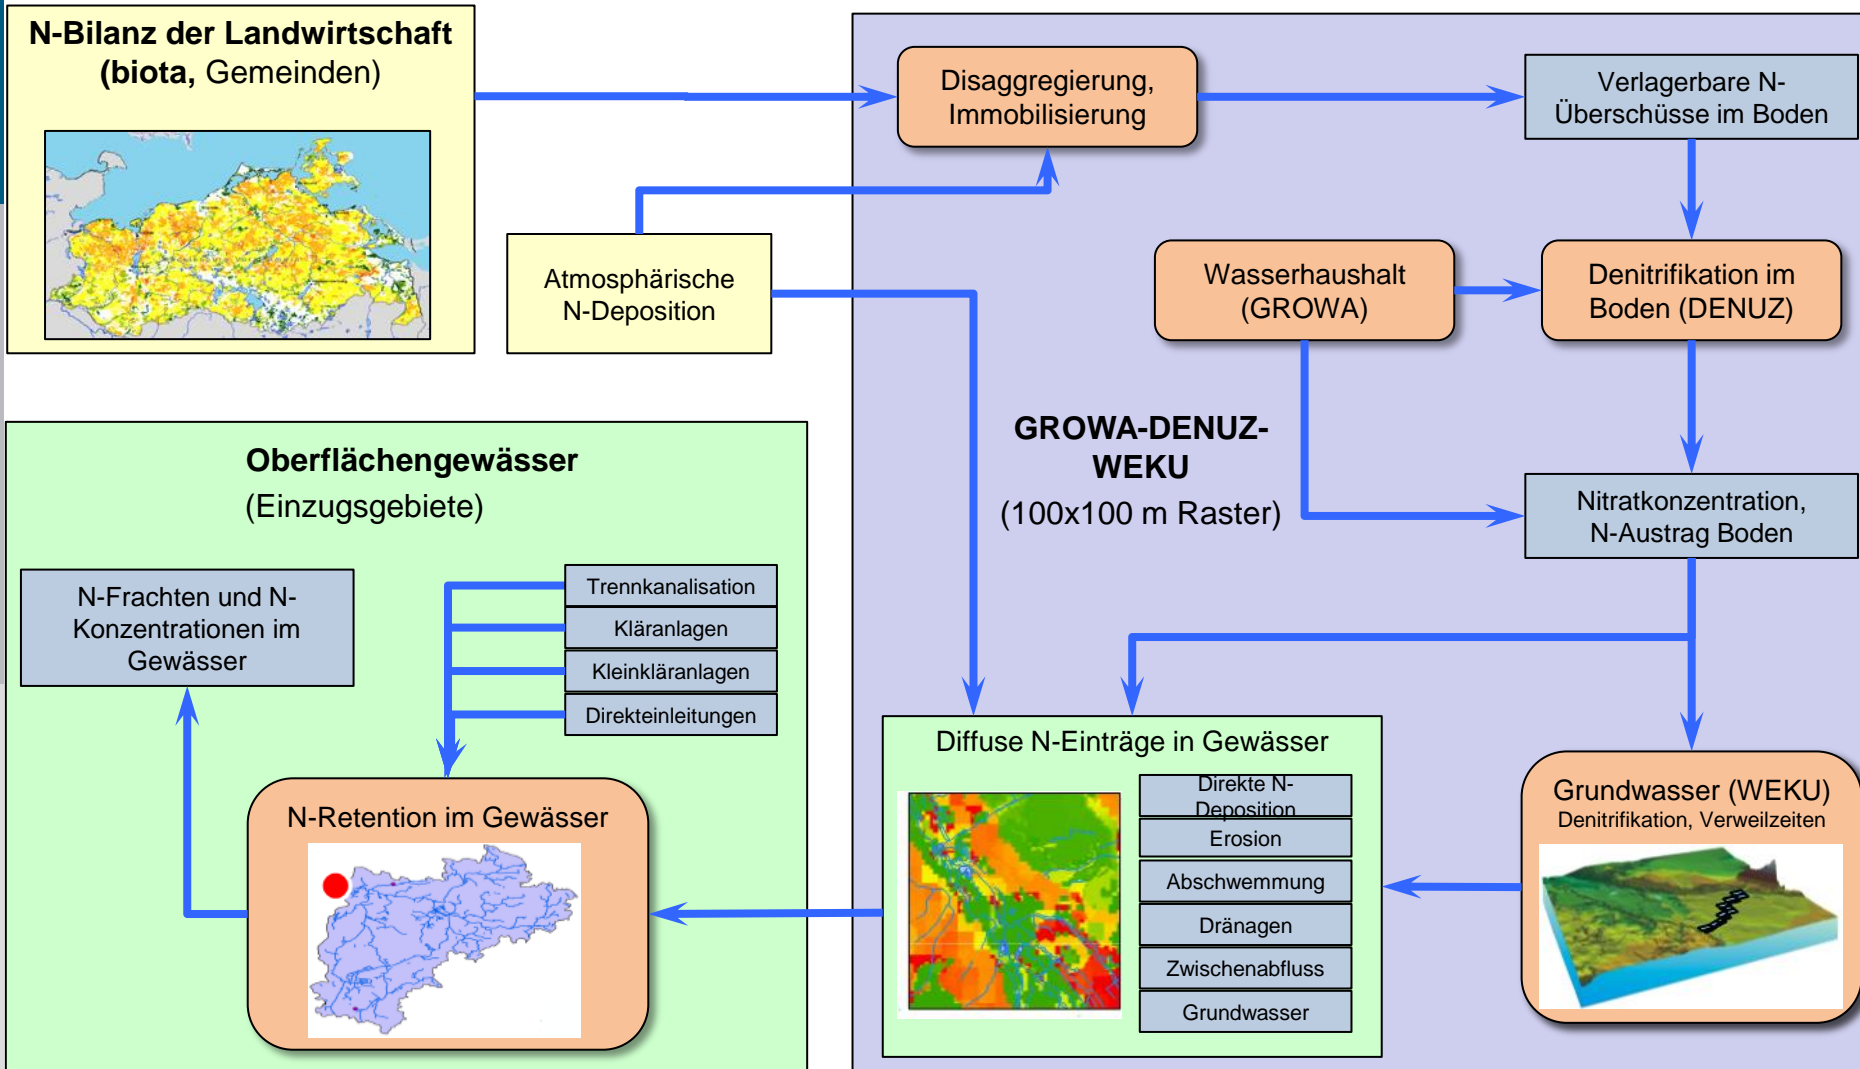 N-Bilanz der Landwirtschaft
(biota, Gemeinden)
Atmosphärische
N-Deposition
Disaggregierung,
Immobilisierung
Verlagerbare N-
Überschüsse im Boden
Wasserhaushalt
(GROWA)
Denitrifikation im
Boden (DENUZ)
GROWA-DENUZ-
WEKU
(100x100 m Raster)
Nitratkonzentration,
N-Austrag Boden
Oberflächengewässer
(Einzugsgebiete)
N-Frachten und N-
Konzentrationen im
Gewässer
Trennkanalisation
Kläranlagen
Kleinkläranlagen
Direkteinleitungen
N-Retention im Gewässer
Diffuse N-Einträge in Gewässer
Direkte N-
Deposition
Erosion
Abschwemmung
Dränagen
Zwischenabfluss
Grundwasser
Grundwasser (WEKU)
Denitrifikation, Verweilzeiten